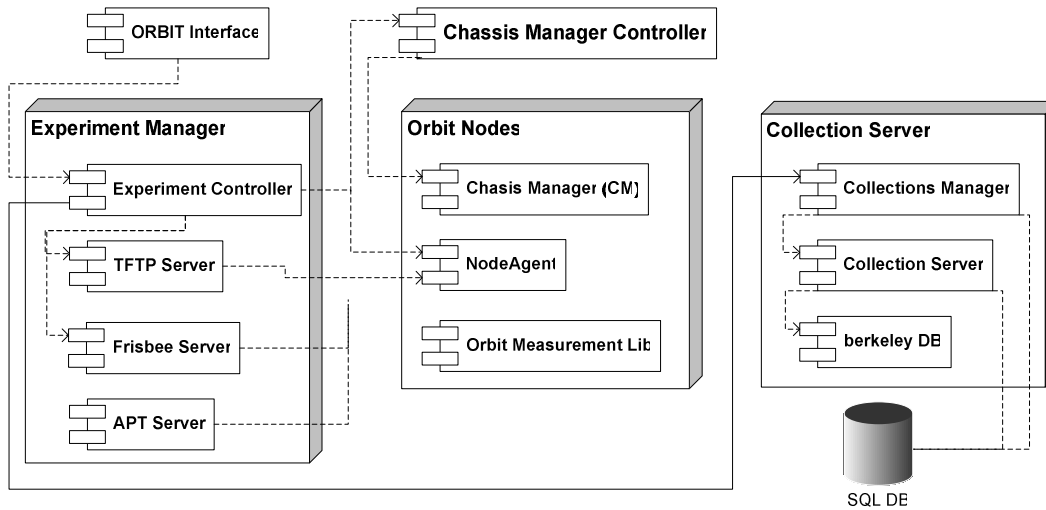 ORBIT Interface
Chassis Manager Controller
Experiment Manager
Experiment Controller
TFTP Server
Frisbee Server
APT Server
Orbit Nodes
Chasis Manager (CM)
NodeAgent
Orbit Measurement Lib
Collection Server
Collections Manager
Collection Server
berkeley DB
SQL DB